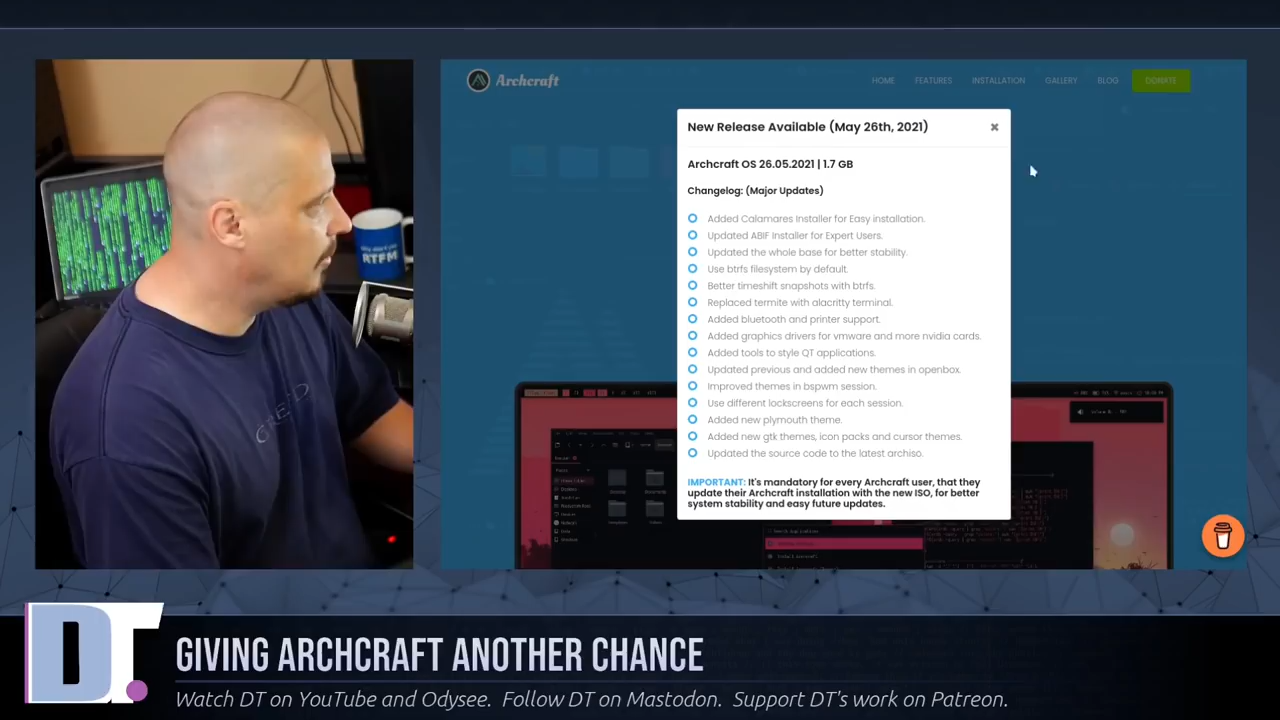 Archcraft
HOME FEATURES INSTALLATION GALLERY BLOG DONATE
New Release Available (May 26th, 2021) ×
Archcraft OS 26.05.2021 | 1.7 GB
Changelog: (Major Updates)
Added Calamares Installer for Easy installation.
Updated ABIF Installer for Expert Users.
Updated the whole base for better stability.
Use btrfs filesystem by default.
Better timeshift snapshots with btrfs.
Replaced termite with alacritty terminal.
Added bluetooth and printer support.
Added graphics drivers for vmware and more nvidia cards.
Added tools to style QT applications.
Updated previous and added new themes in openbox.
Improved themes in bspwm session.
Use different lockscreens for each session.
Added new plymouth theme.
Added new gtk themes, icon packs and cursor themes.
Updated the source code to the latest archiso.
IMPORTANT: It's mandatory for every Archcraft user, that they
update their Archcraft installation with the new ISO, for better
system stability and easy future updates.
RTFM
DT.
GIVING ARCHCRAFT ANOTHER CHANCE
Watch DT on YouTube and Odysee. Follow DT on Mastodon. Support DT's work on Patreon.